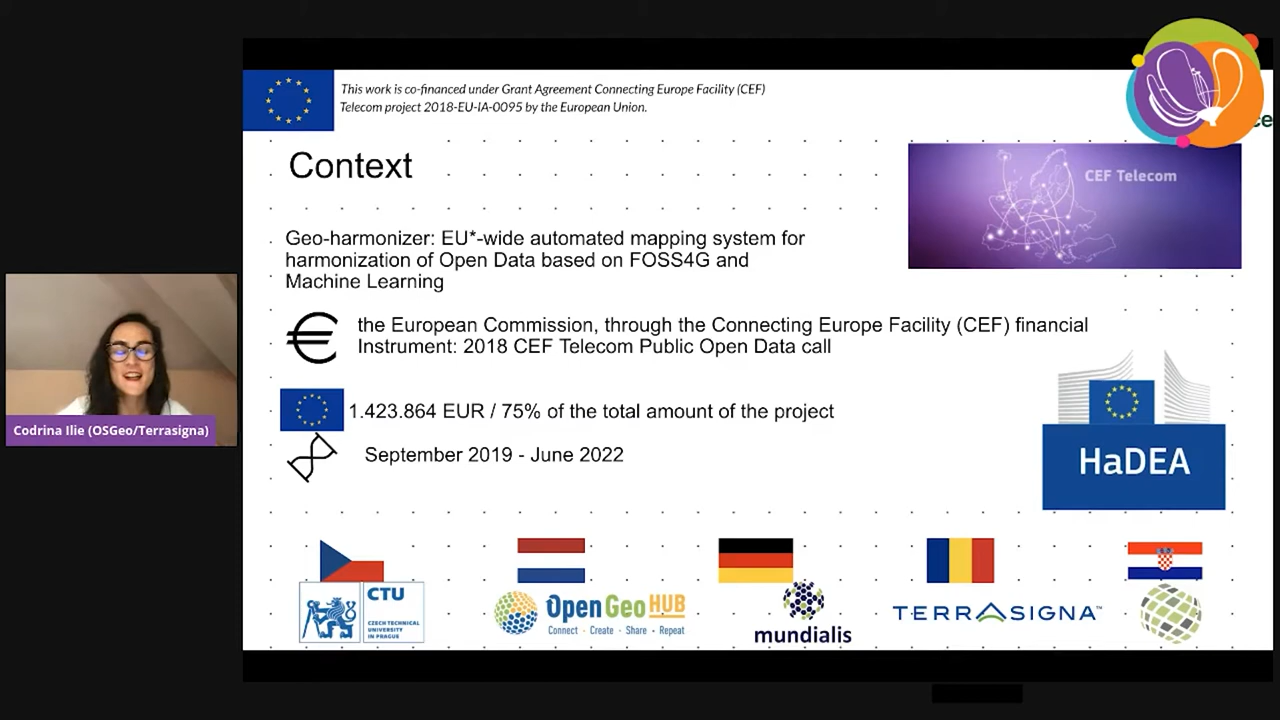 This work is co-financed under Grant Agreement Connecting Europe Facility (CEF)
Telecom project 2018-EU-IA-0095 by the European Union.
ce
Context
CEF Telecom
Geo-harmonizer: EU*-wide automated mapping system for
harmonization of Open Data based on FOSS4G and
Machine Learning
the European Commission, through the Connecting Europe Facility (CEF) financial
Instrument: 2018 CEF Telecom Public Open Data call
1.423.864 EUR / 75% of the total amount of the project
September 2019 - June 2022
HaDEA
Codrina Ilie (OSGeo/Terrasigna)
CTU
CZECH TECHNICAL
UNIVERSITY
IN PRAGUE
OpenGeoHUB
Connect · Create · Share · Repeat
mundialis
TERRASIGNA™